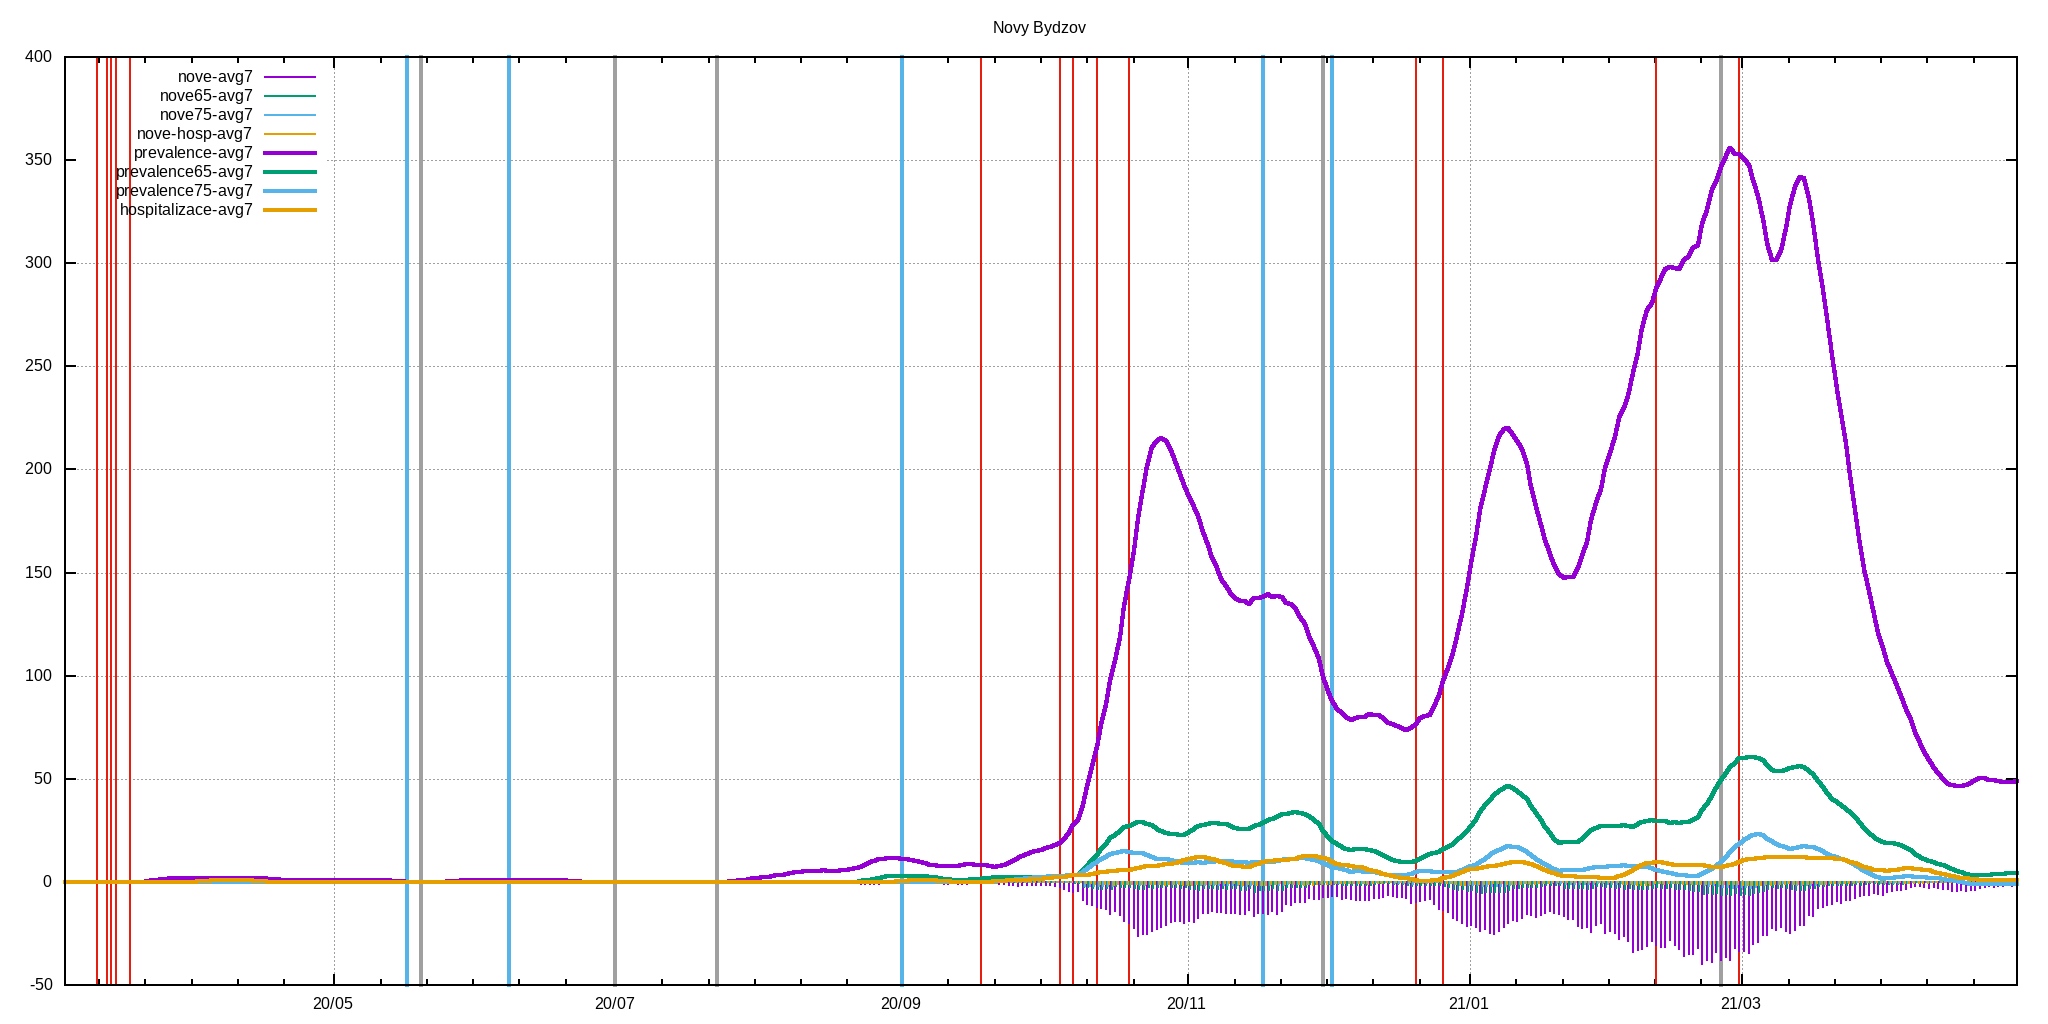 Novy Bydzov
400
350
300
250
200
150
100
50
0
-50
nove-avg7
nove65-avg7
nove75-avg7
nove-hosp-avg7
prevalence-avg7
prevalence65-avg7
prevalence75-avg7
hospitalizace-avg7
20/05 20/07 20/09 20/11 21/01 21/03